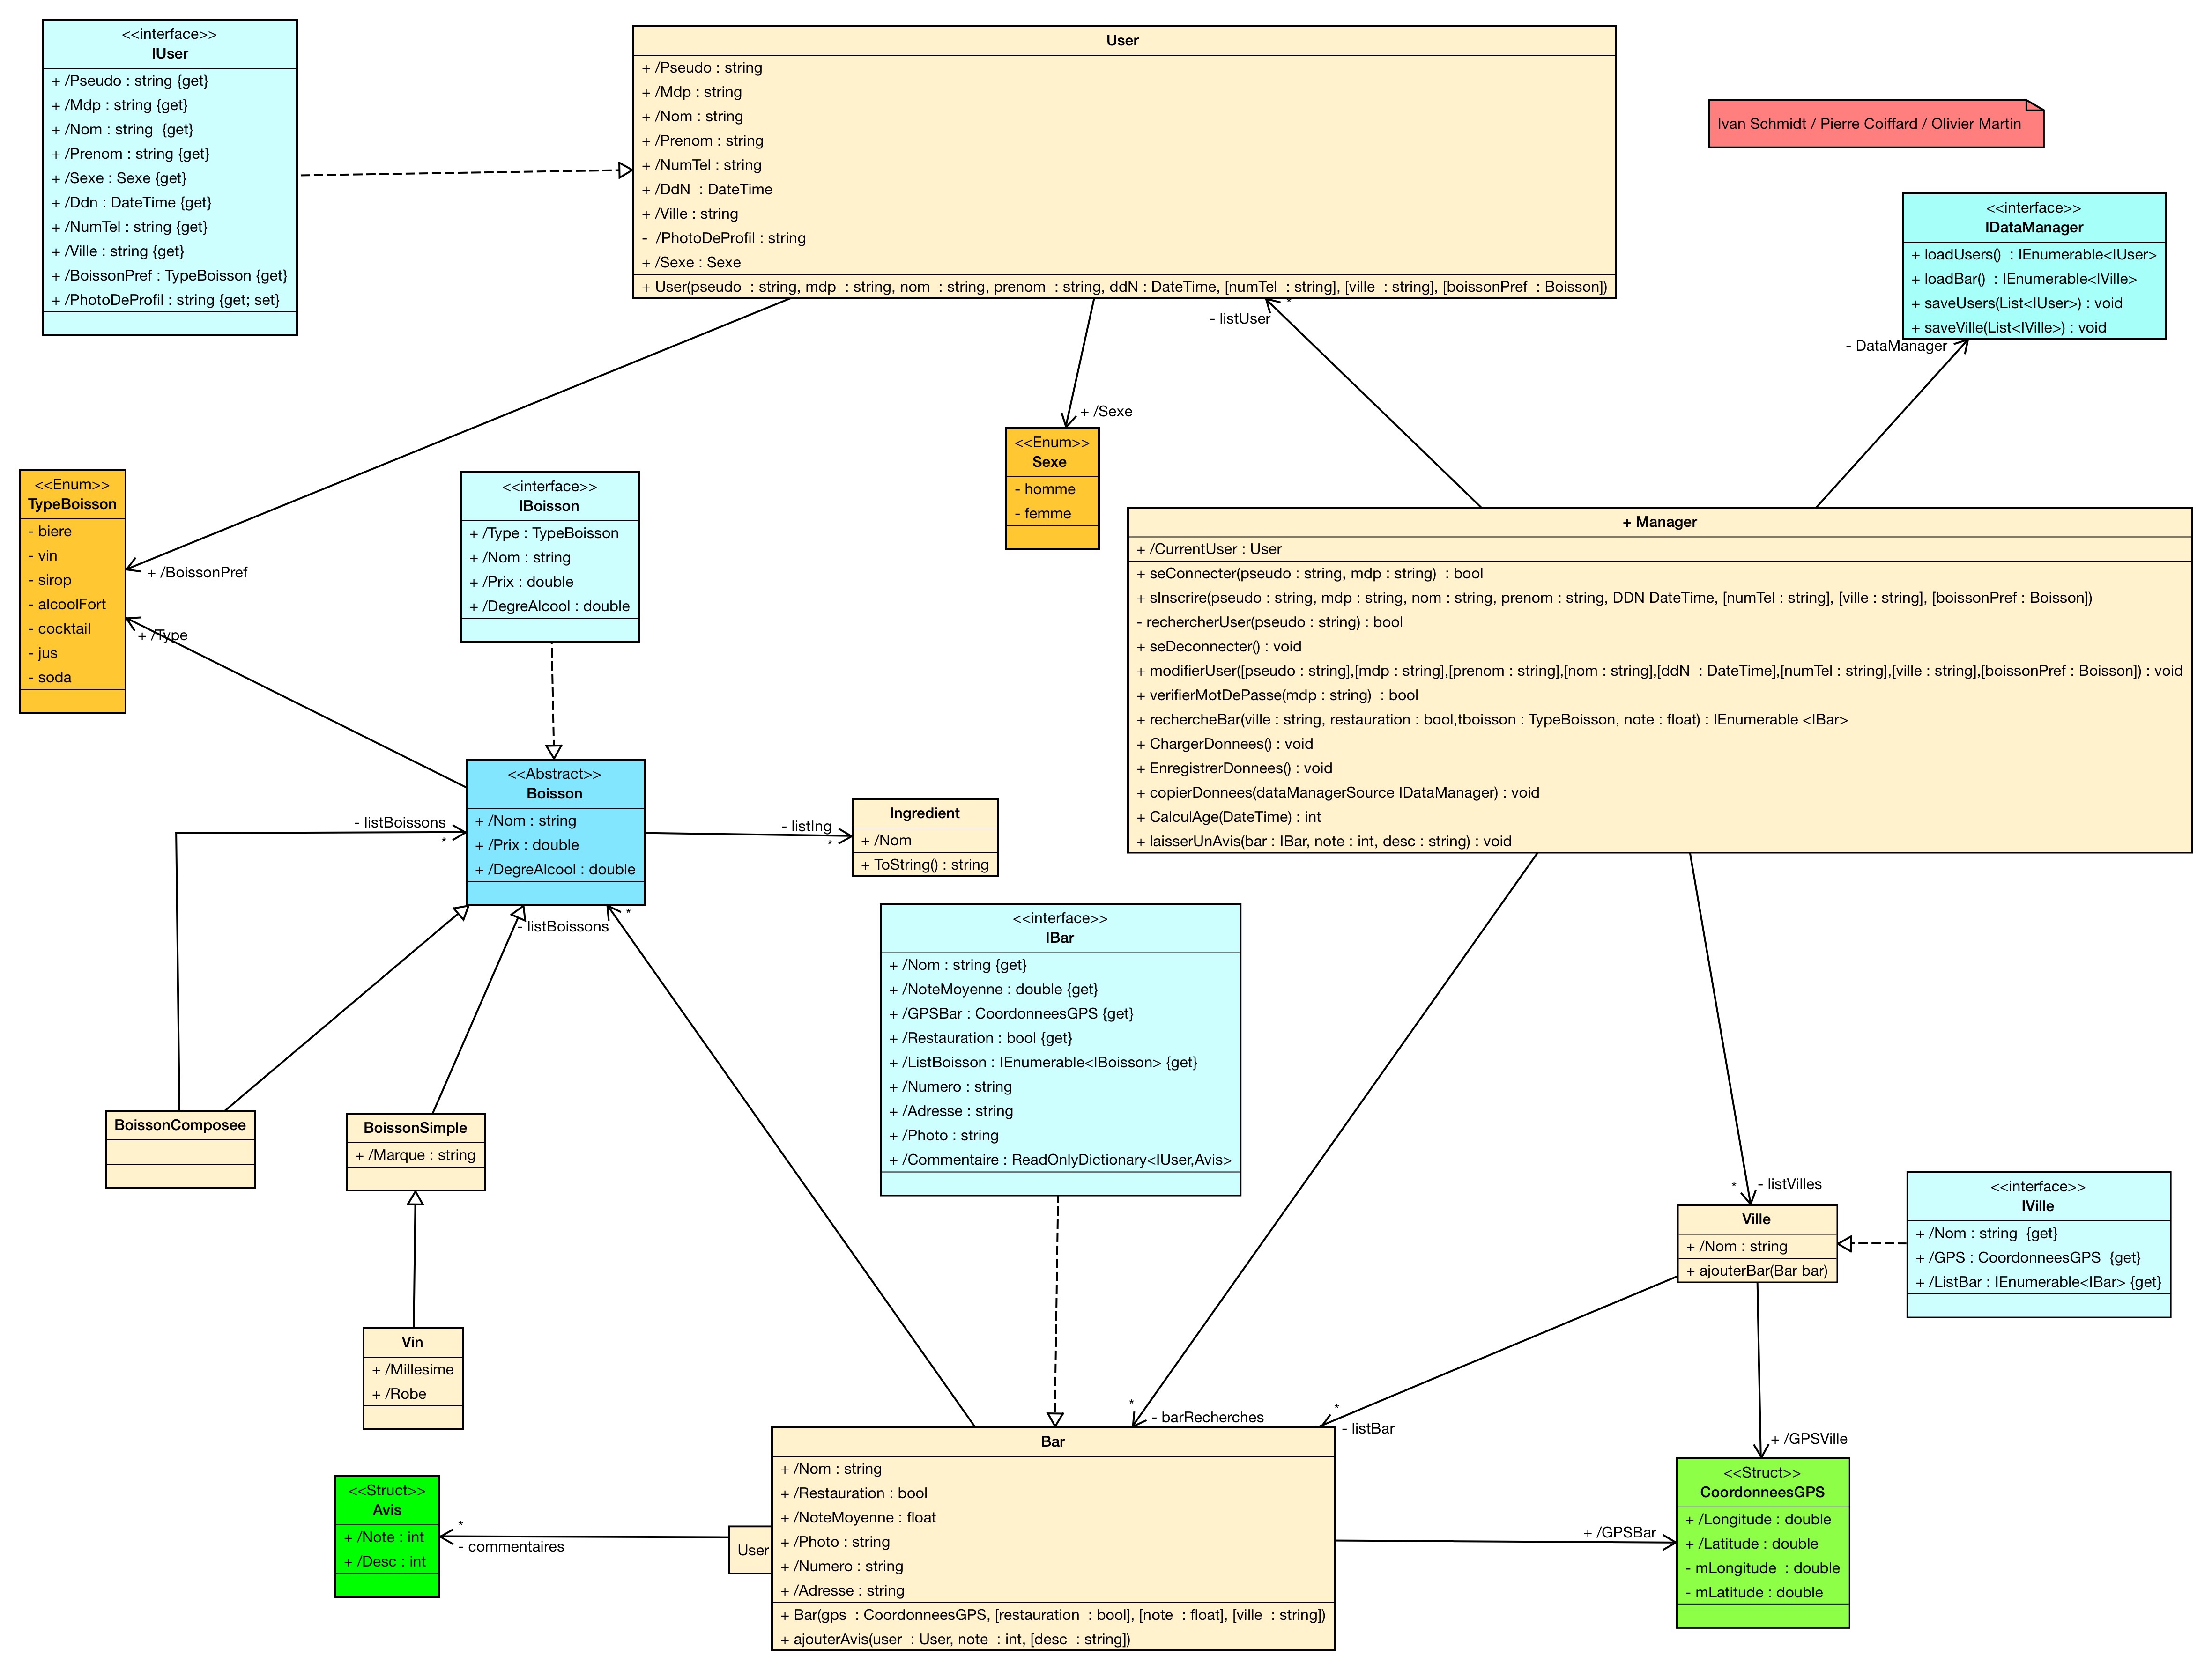 <<interface>>
IUser
+ /Pseudo : string {get}
+ /Mdp : string {get}
+ /Nom : string  {get}
+ /Prenom : string {get}
+ /Sexe : Sexe {get}
+ /Ddn : DateTime {get}
+ /NumTel : string {get}
+ /Ville : string {get}
+ /BoissonPref : TypeBoisson {get}
+ /PhotoDeProfil : string {get; set}
User
+ /Pseudo : string
+ /Mdp : string
+ /Nom : string
+ /Prenom : string
+ /NumTel : string
+ /DdN  : DateTime
+ /Ville : string
-  /PhotoDeProfil : string
+ /Sexe : Sexe
+ User(pseudo  : string, mdp  : string, nom  : string, prenom  : string, ddN : DateTime, [numTel  : string], [ville  : string], [boissonPref  : Boisson])
Ivan Schmidt / Pierre Coiffard / Olivier Martin
<<interface>>
IDataManager
+ loadUsers()  : IEnumerable<IUser>
+ loadBar()  : IEnumerable<IVille>
+ saveUsers(List<IUser>) : void
+ saveVille(List<IVille>) : void
*
- listUser
- DataManager
+ /Sexe
<<Enum>>
Sexe
- homme
- femme
<<Enum>>
TypeBoisson
- biere
- vin
- sirop
- alcoolFort
- cocktail
- jus
- soda
+ /BoissonPref
+ /Type
<<interface>>
IBoisson
+ /Type : TypeBoisson
+ /Nom : string
+ /Prix : double
+ /DegreAlcool : double
+ Manager
+ /CurrentUser : User
+ seConnecter(pseudo : string, mdp : string)  : bool
+ sInscrire(pseudo : string, mdp : string, nom : string, prenom : string, DDN DateTime, [numTel : string], [ville : string], [boissonPref : Boisson])
- rechercherUser(pseudo : string) : bool
+ seDeconnecter() : void
+ modifierUser([pseudo : string],[mdp : string],[prenom : string],[nom : string],[ddN  : DateTime],[numTel : string],[ville : string],[boissonPref : Boisson]) : void
+ verifierMotDePasse(mdp : string)  : bool
+ rechercheBar(ville : string, restauration : bool,tboisson : TypeBoisson, note : float) : IEnumerable <IBar>
+ ChargerDonnees() : void
+ EnregistrerDonnees() : void
+ copierDonnees(dataManagerSource IDataManager) : void
+ CalculAge(DateTime) : int
+ laisserUnAvis(bar : IBar, note : int, desc : string) : void
<<Abstract>>
Boisson
+ /Nom : string
+ /Prix : double
+ /DegreAlcool : double
- listBoissons
*
- listIng
*
Ingredient
+ /Nom
+ ToString() : string
*
- listBoissons
<<interface>>
IBar
+ /Nom : string {get}
+ /NoteMoyenne : double {get}
+ /GPSBar : CoordonneesGPS {get}
+ /Restauration : bool {get}
+ /ListBoisson : IEnumerable<IBoisson> {get}
+ /Numero : string
+ /Adresse : string
+ /Photo : string
+ /Commentaire : ReadOnlyDictionary<IUser,Avis>
BoissonComposee
BoissonSimple
+ /Marque : string
Vin
+ /Millesime
+ /Robe
* - listVilles
Ville
+ /Nom : string
+ ajouterBar(Bar bar)
<<interface>>
IVille
+ /Nom : string  {get}
+ /GPS : CoordonneesGPS  {get}
+ /ListBar : IEnumerable<IBar> {get}
*
- barRecherches
*
- listBar
+ /GPSVille
Bar
+ /Nom : string
+ /Restauration : bool
+ /NoteMoyenne : float
+ /Photo : string
+ /Numero : string
+ /Adresse : string
+ Bar(gps  : CoordonneesGPS, [restauration  : bool], [note  : float], [ville  : string])
+ ajouterAvis(user  : User, note  : int, [desc  : string])
User
*
- commentaires
<<Struct>>
Avis
+ /Note : int
+ /Desc : int
+ /GPSBar
<<Struct>>
CoordonneesGPS
+ /Longitude : double
+ /Latitude : double
- mLongitude  : double
- mLatitude : double